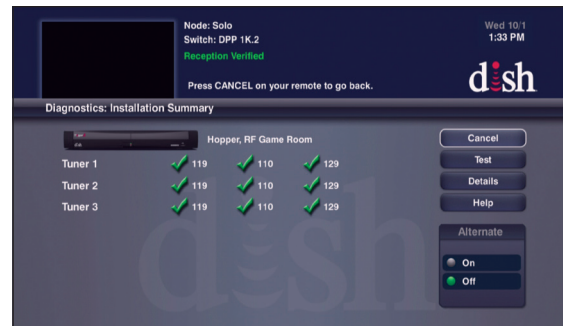 Node: Solo
Switch: DPP 1K.2
Reception Verified
Press CANCEL on your remote to go back.
Wed 10/1
1:33 PM
dish
Diagnostics: Installation Summary
Hopper, RF Game Room
Tuner 1 119 110 129
Tuner 2 119 110 129
Tuner 3 119 110 129
Cancel
Test
Details
Help
Alternate
On
Off
dish